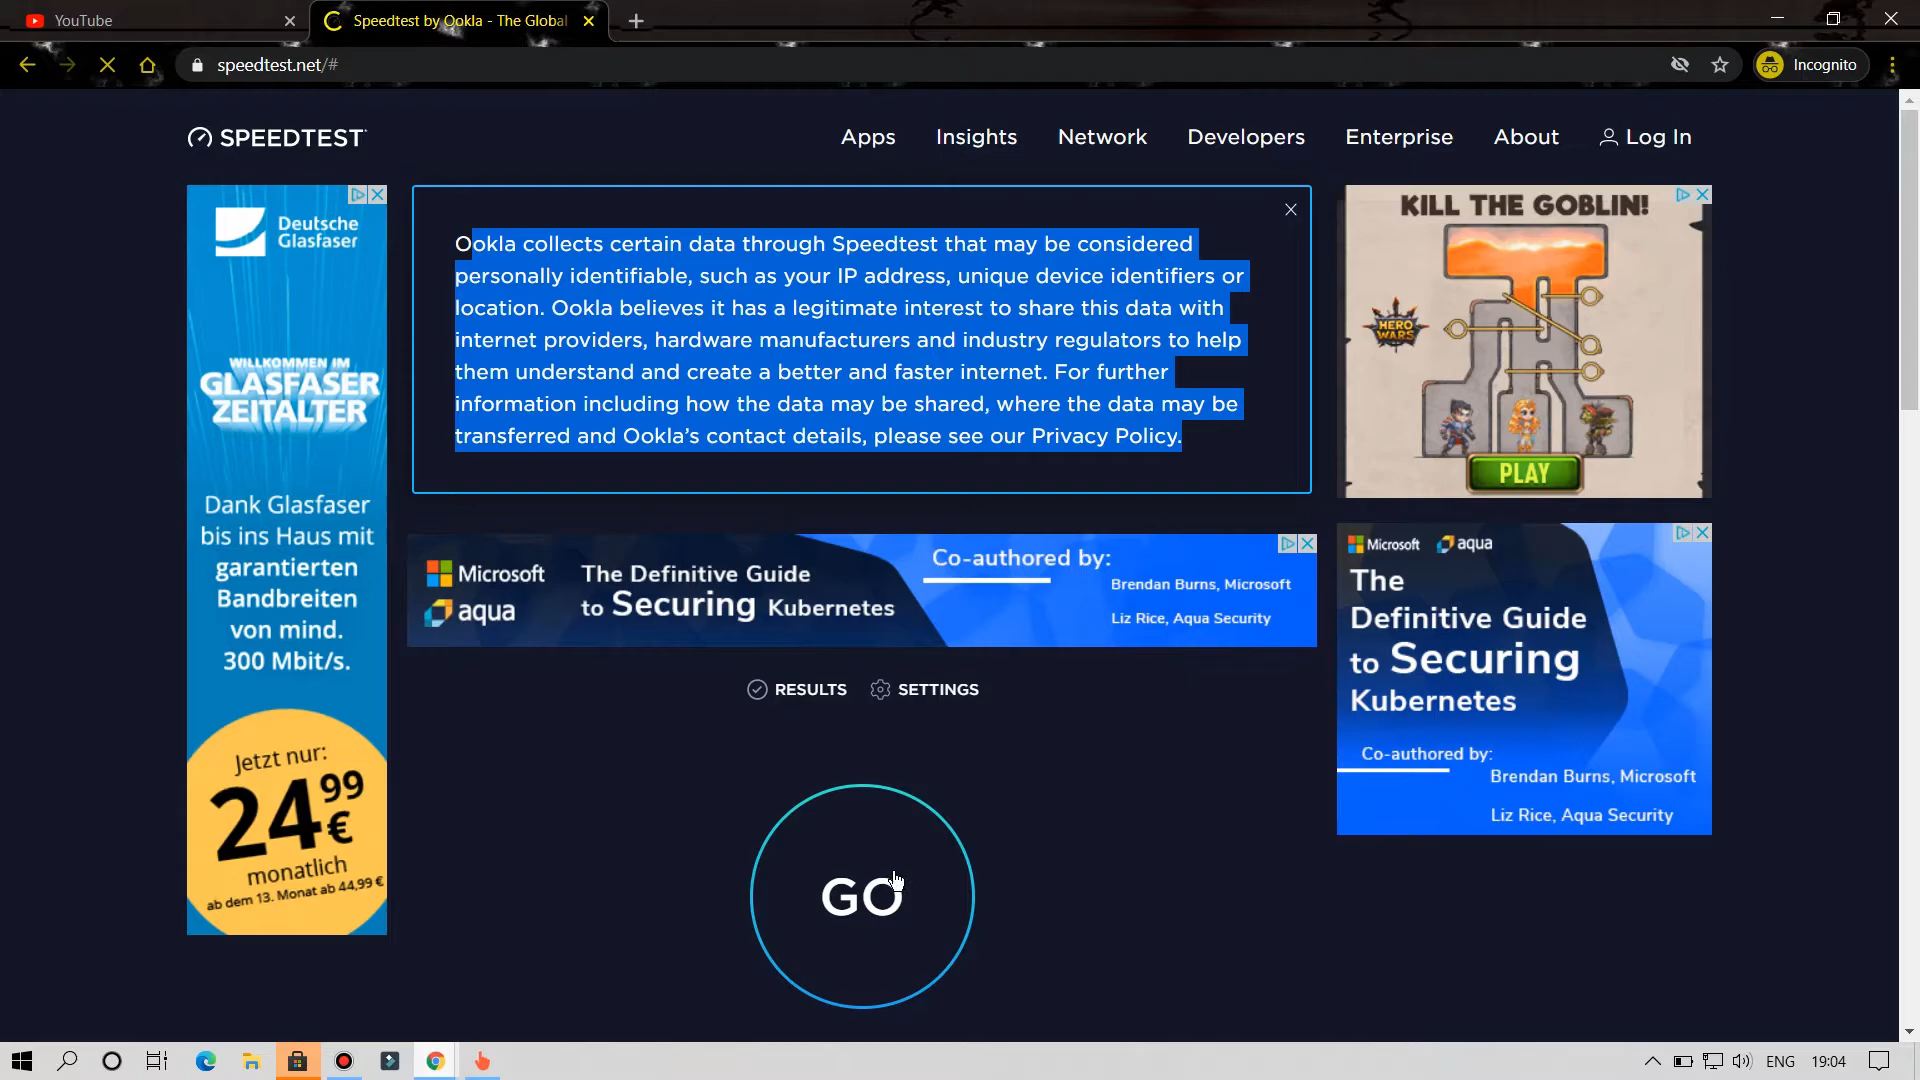 YouTube
Speedtest by Ookla - The Global
speedtest.net/#
Incognito
SPEEDTEST
Apps
Insights
Network
Developers
Enterprise
About
Log In
Deutsche
Glasfaser
WILLKOMMEN IM
GLASFASER
ZEITALTER
Dank Glasfaser
bis ins Haus mit
garantierten
Bandbreiten
von mind.
300 Mbit/s.
Jetzt nur:
24,99 €
monatlich
ab dem 13. Monat ab 44,99 €
Ookla collects certain data through Speedtest that may be considered
personally identifiable, such as your IP address, unique device identifiers or
location. Ookla believes it has a legitimate interest to share this data with
internet providers, hardware manufacturers and industry regulators to help
them understand and create a better and faster internet. For further
information including how the data may be shared, where the data may be
transferred and Ookla’s contact details, please see our Privacy Policy.
Microsoft
aqua
The Definitive Guide
to Securing Kubernetes
Co-authored by:
Brendan Burns, Microsoft
Liz Rice, Aqua Security
RESULTS
SETTINGS
GO
KILL THE GOBLIN!
HERO
WARS
PLAY
Microsoft
aqua
The
Definitive Guide
to Securing
Kubernetes
Co-authored by:
Brendan Burns, Microsoft
Liz Rice, Aqua Security
ENG
19:04